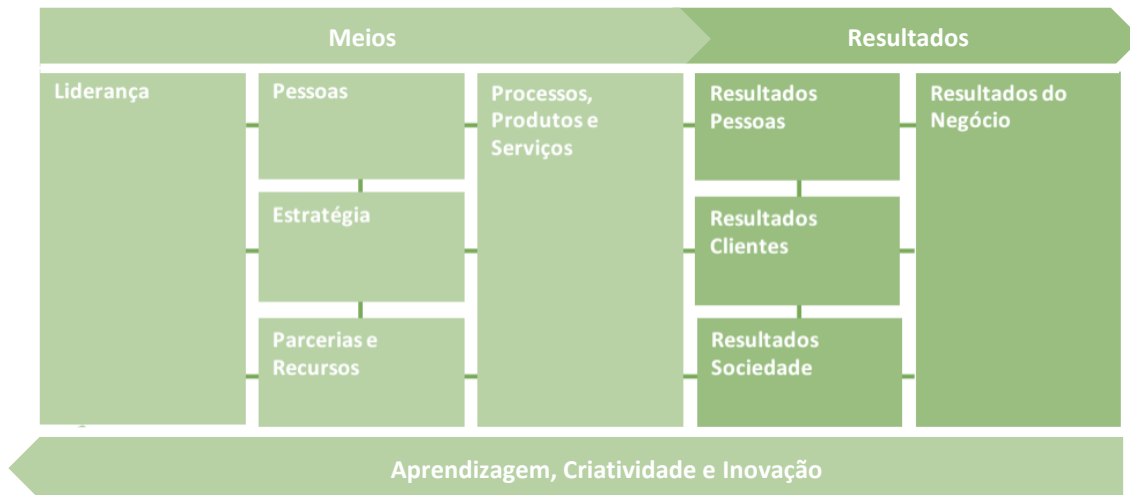 Meios
Resultados
Liderança
Pessoas
Estratégia
Parcerias e
Recursos
Processos,
Produtos e
Serviços
Resultados
Pessoas
Resultados
Clientes
Resultados
Sociedade
Resultados do
Negócio
Aprendizagem, Criatividade e Inovação